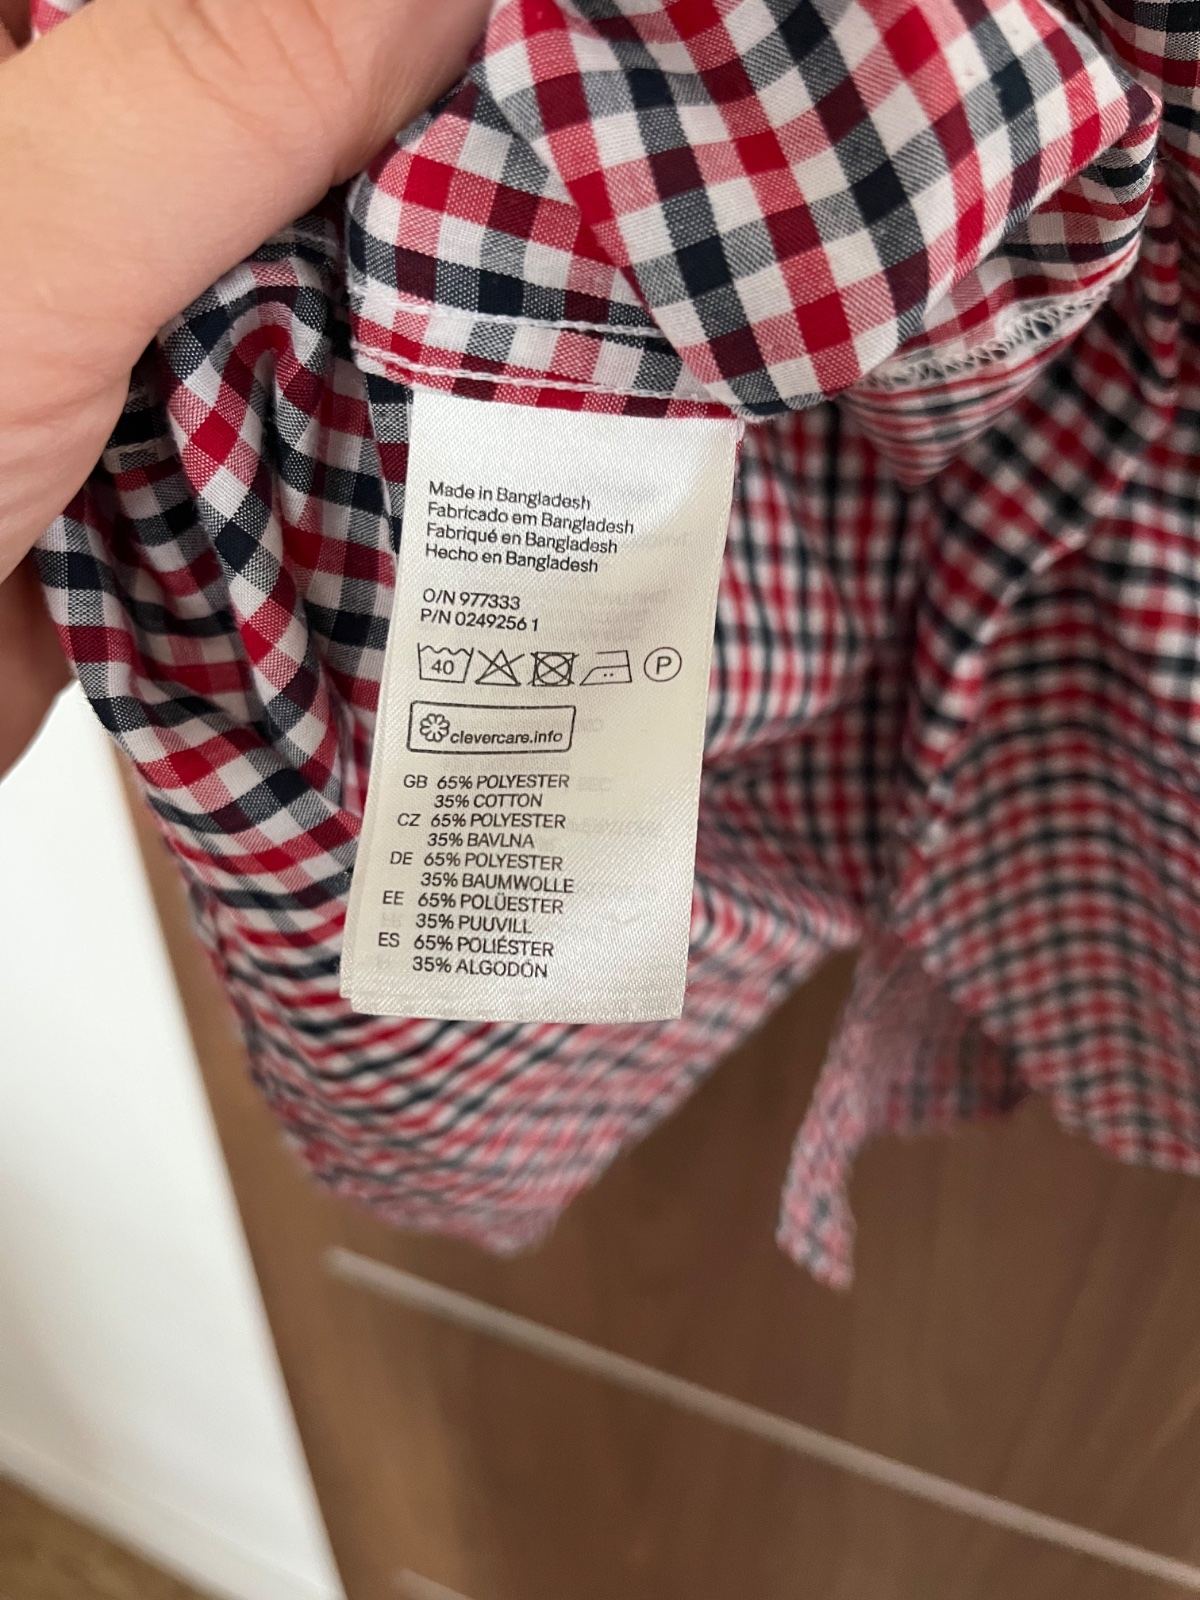 Made in Bangladesh
Fabricado em Bangladesh
Fabriqué en Bangladesh
Hecho en Bangladesh
O/N 977333
P/N 0249256 1
40 P
clevercare.info
GB 65% POLYESTER
35% COTTON
CZ 65% POLYESTER
35% BAVLNA
DE 65% POLYESTER
35% BAUMWOLLE
EE 65% POLÜESTER
35% PUUVILL
ES 65% POLIÉSTER
35% ALGODÓN